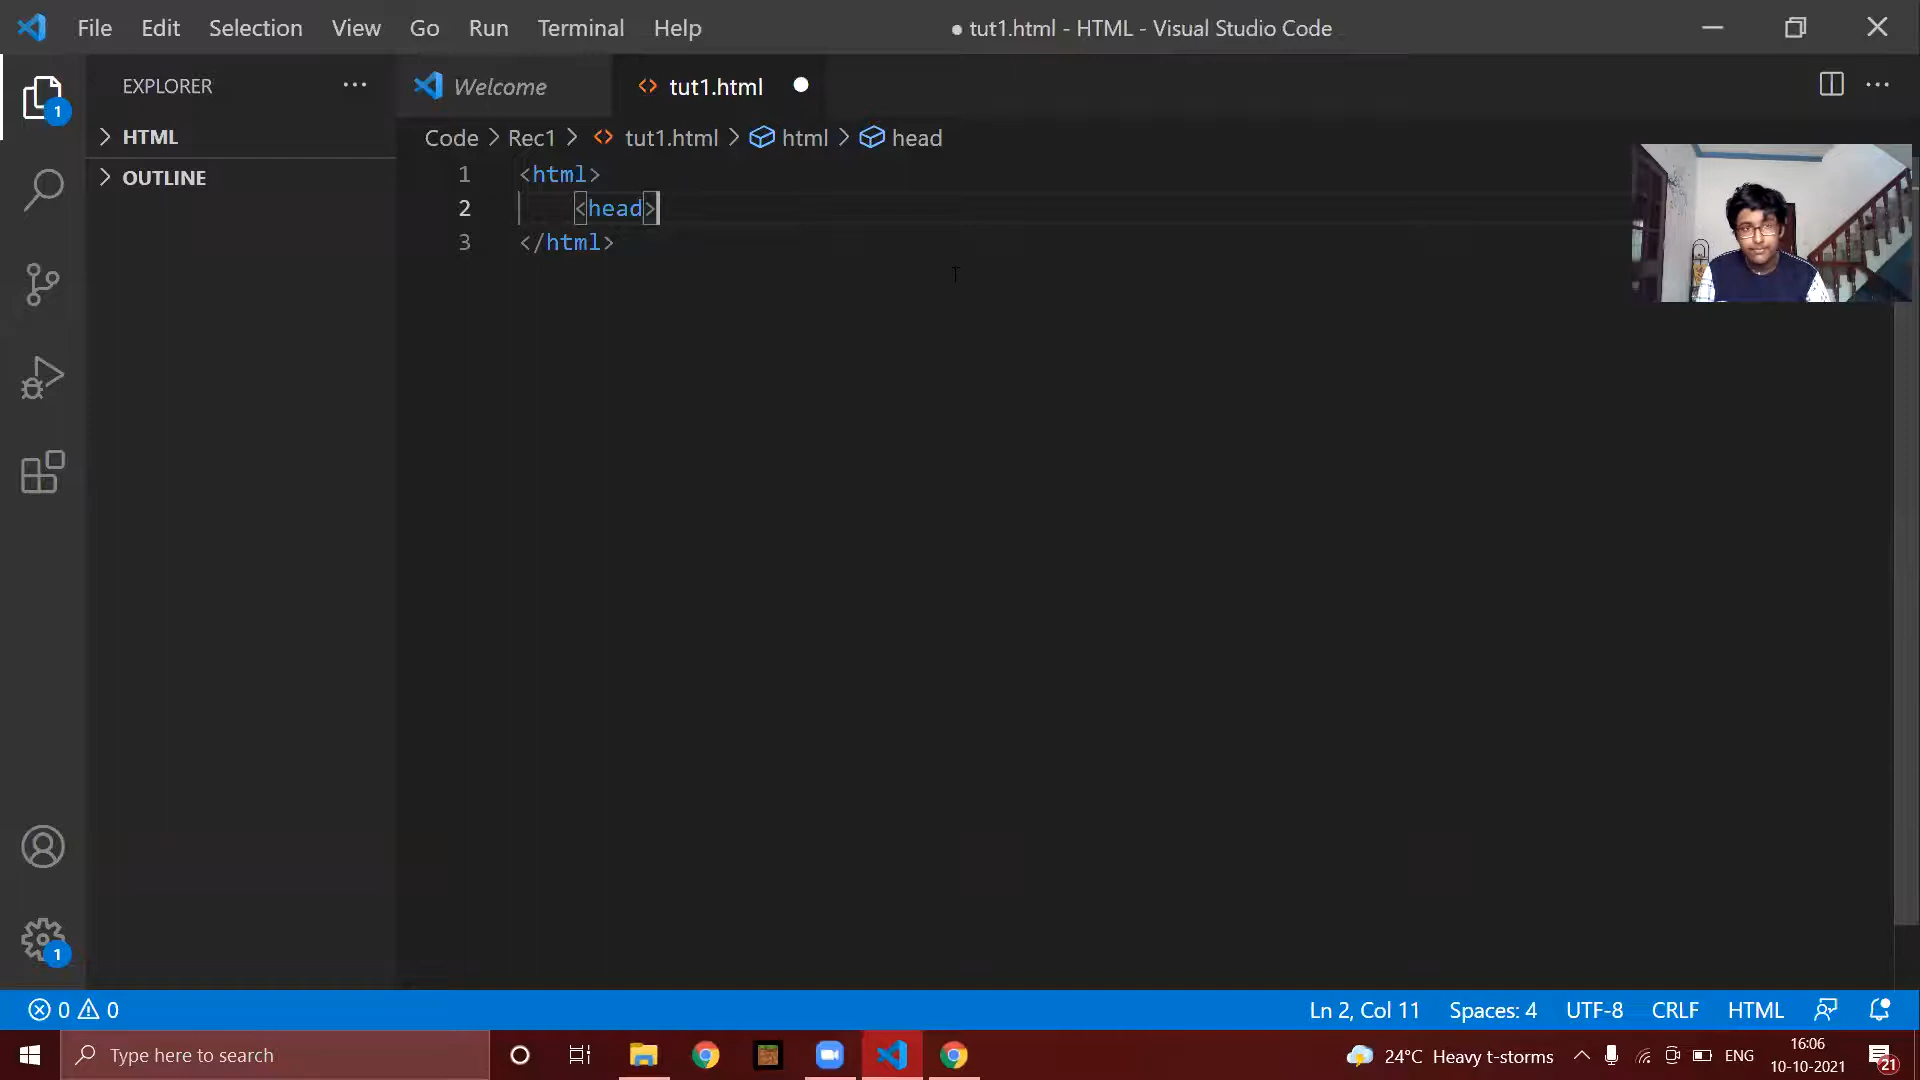 File Edit Selection View Go Run Terminal Help
● tut1.html - HTML - Visual Studio Code
EXPLORER ···
Welcome
<> tut1.html ●
HTML
OUTLINE
Code > Rec1 > <> tut1.html > html > head
1 <html>
2 <head>
3 </html>
1
1
0 0
Ln 2, Col 11 Spaces: 4 UTF-8 CRLF HTML
Type here to search
24°C Heavy t-storms
ENG
16:06
10-10-2021
21